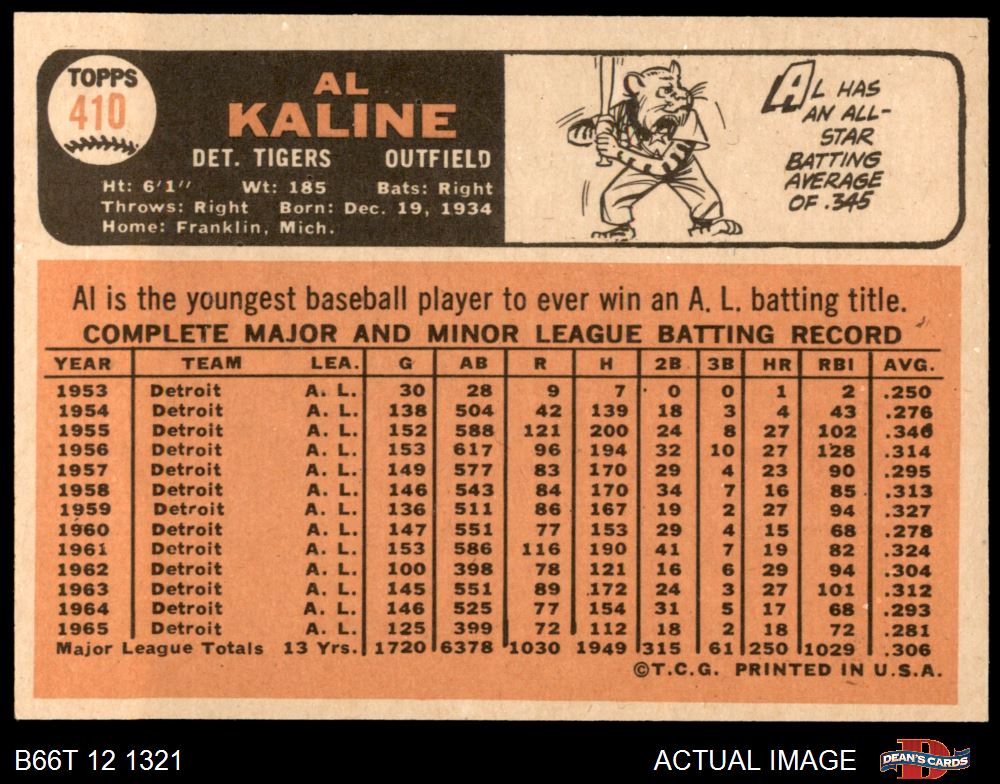 TOPPS
410
AL
KALINE
DET. TIGERS OUTFIELD
Ht: 6'1" Wt: 185 Bats: Right
Throws: Right Born: Dec. 19, 1934
Home: Franklin, Mich.
AL HAS
AN ALL-
STAR
BATTING
AVERAGE
OF .345
Al is the youngest baseball player to ever win an A. L. batting title.
COMPLETE MAJOR AND MINOR LEAGUE BATTING RECORD
YEAR TEAM LEA. G AB R H 2B 3B HR RBI AVG.
1953 Detroit A. L. 30 28 9 7 0 0 1 2 .250
1954 Detroit A. L. 138 504 42 139 18 3 4 43 .276
1955 Detroit A. L. 152 588 121 200 24 8 27 102 .346
1956 Detroit A. L. 153 617 96 194 32 10 27 128 .314
1957 Detroit A. L. 149 577 83 170 29 4 23 90 .295
1958 Detroit A. L. 146 543 84 170 34 7 16 85 .313
1959 Detroit A. L. 136 511 86 167 19 2 27 94 .327
1960 Detroit A. L. 147 551 77 153 29 4 15 68 .278
1961 Detroit A. L. 153 586 116 190 41 7 19 82 .324
1962 Detroit A. L. 100 398 78 121 16 6 29 94 .304
1963 Detroit A. L. 145 551 89 172 24 3 27 101 .312
1964 Detroit A. L. 146 525 77 154 31 5 17 68 .293
1965 Detroit A. L. 125 399 72 112 18 2 18 72 .281
Major League Totals 13 Yrs. 1720 6378 1030 1949 315 61 250 1029 .306
©T.C.G. PRINTED IN U.S.A.
B66T 12 1321 ACTUAL IMAGE DEAN'S CARDS